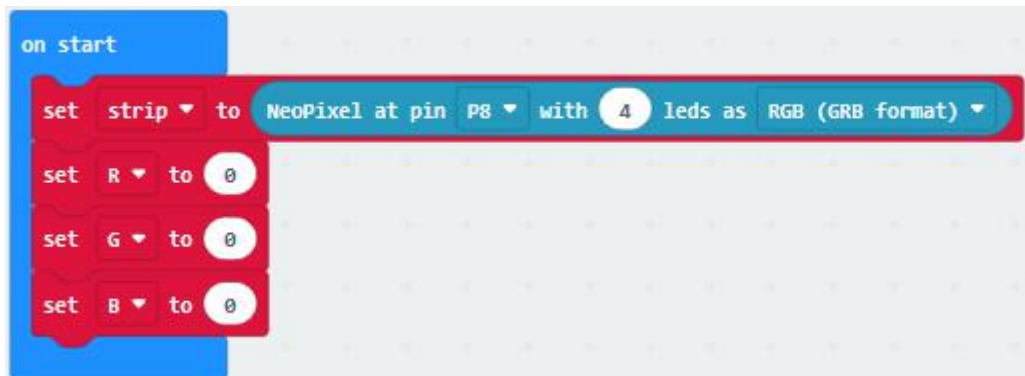 on start
set strip to NeoPixel at pin P8 with 4 leds as RGB (GRB format)
set R to 0
set G to 0
set B to 0